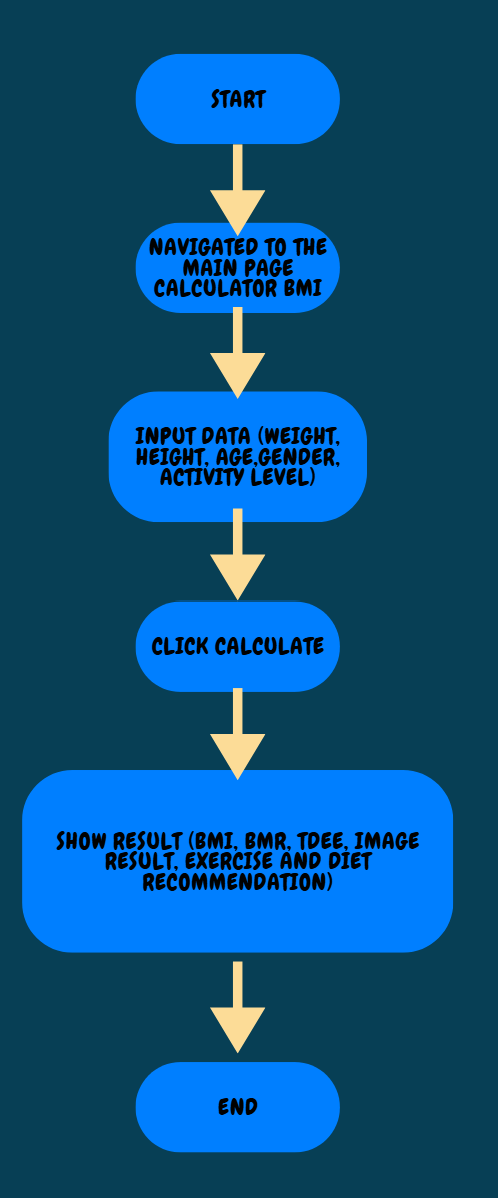 START
NAVIGATED TO THE
MAIN PAGE
CALCULATOR BMI
INPUT DATA (WEIGHT,
HEIGHT, AGE,GENDER,
ACTIVITY LEVEL)
CLICK CALCULATE
SHOW RESULT (BMI, BMR, TDEE, IMAGE
RESULT, EXERCISE AND DIET
RECOMMENDATION)
END